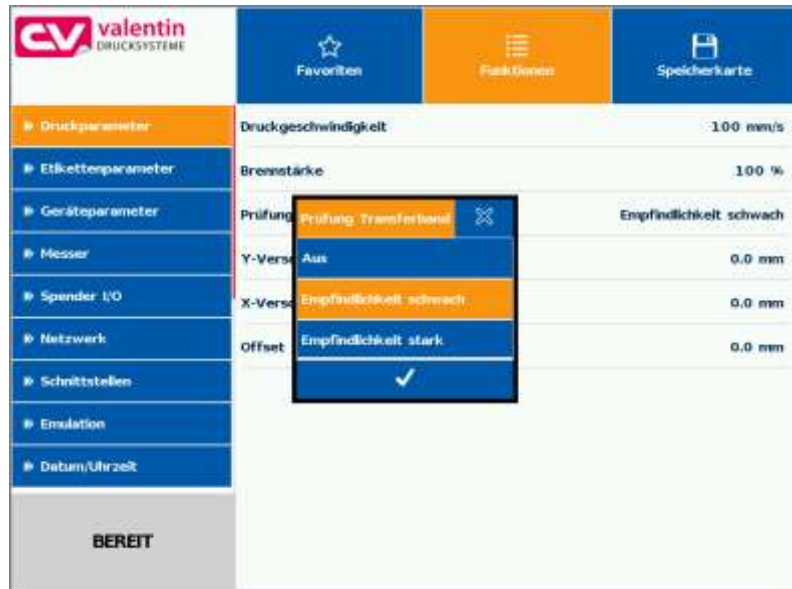 CV valentin
DRUCKSYSTEME
Favoriten
Funktionen
Speicherkarte
Druckparameter
Etikettenparameter
Geräteparameter
Messer
Spender I/O
Netzwerk
Schnittstellen
Emulation
Datum/Uhrzeit
BEREIT
Druckgeschwindigkeit 100 mm/s
Brennstärke 100 %
Prüfung Empfindlichkeit schwach
Y-Vers 0.0 mm
X-Vers 0.0 mm
Offset 0.0 mm
Prüfung Transferband
Aus
Empfindlichkeit schwach
Empfindlichkeit stark